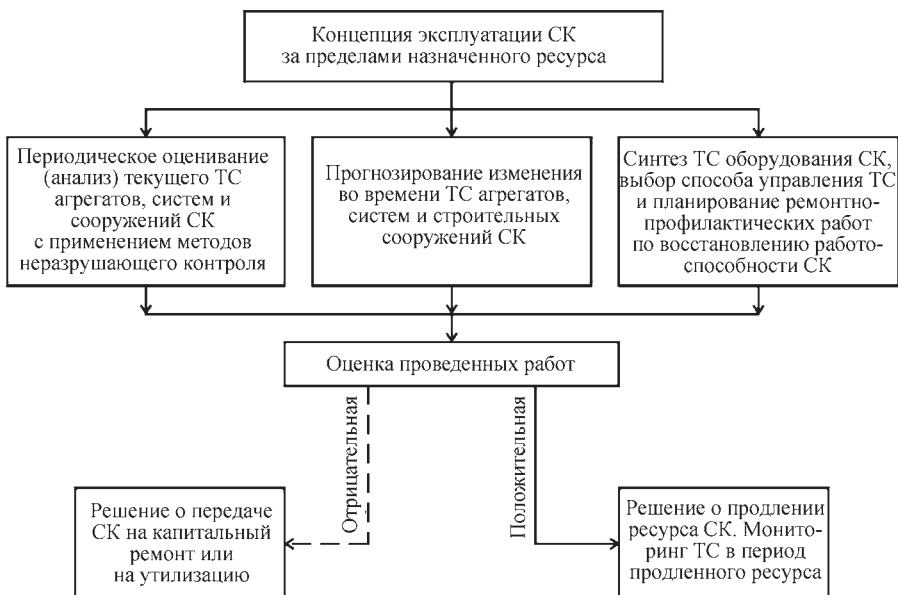 Концепция эксплуатации СК
за пределами назначенного ресурса
Периодическое оценивание
(анализ) текущего ТС
агрегатов, систем и
сооружений СК
с применением методов
неразрушающего контроля
Прогнозирование изменения
во времени ТС агрегатов,
систем и строительных
сооружений СК
Синтез ТС оборудования СК,
выбор способа управления ТС
и планирование ремонтно-
профилактических работ
по восстановлению работо-
способности СК
Оценка проведенных работ
Отрицательная
Положительная
Решение о передаче
СК на капитальный
ремонт или
на утилизацию
Решение о продлении
ресурса СК. Монито-
ринг ТС в период
продленного ресурса